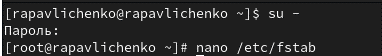 [rapavlichenko@rapavlichenko ~]$ su -
Пароль:
[root@rapavlichenko ~]# nano /etc/fstab